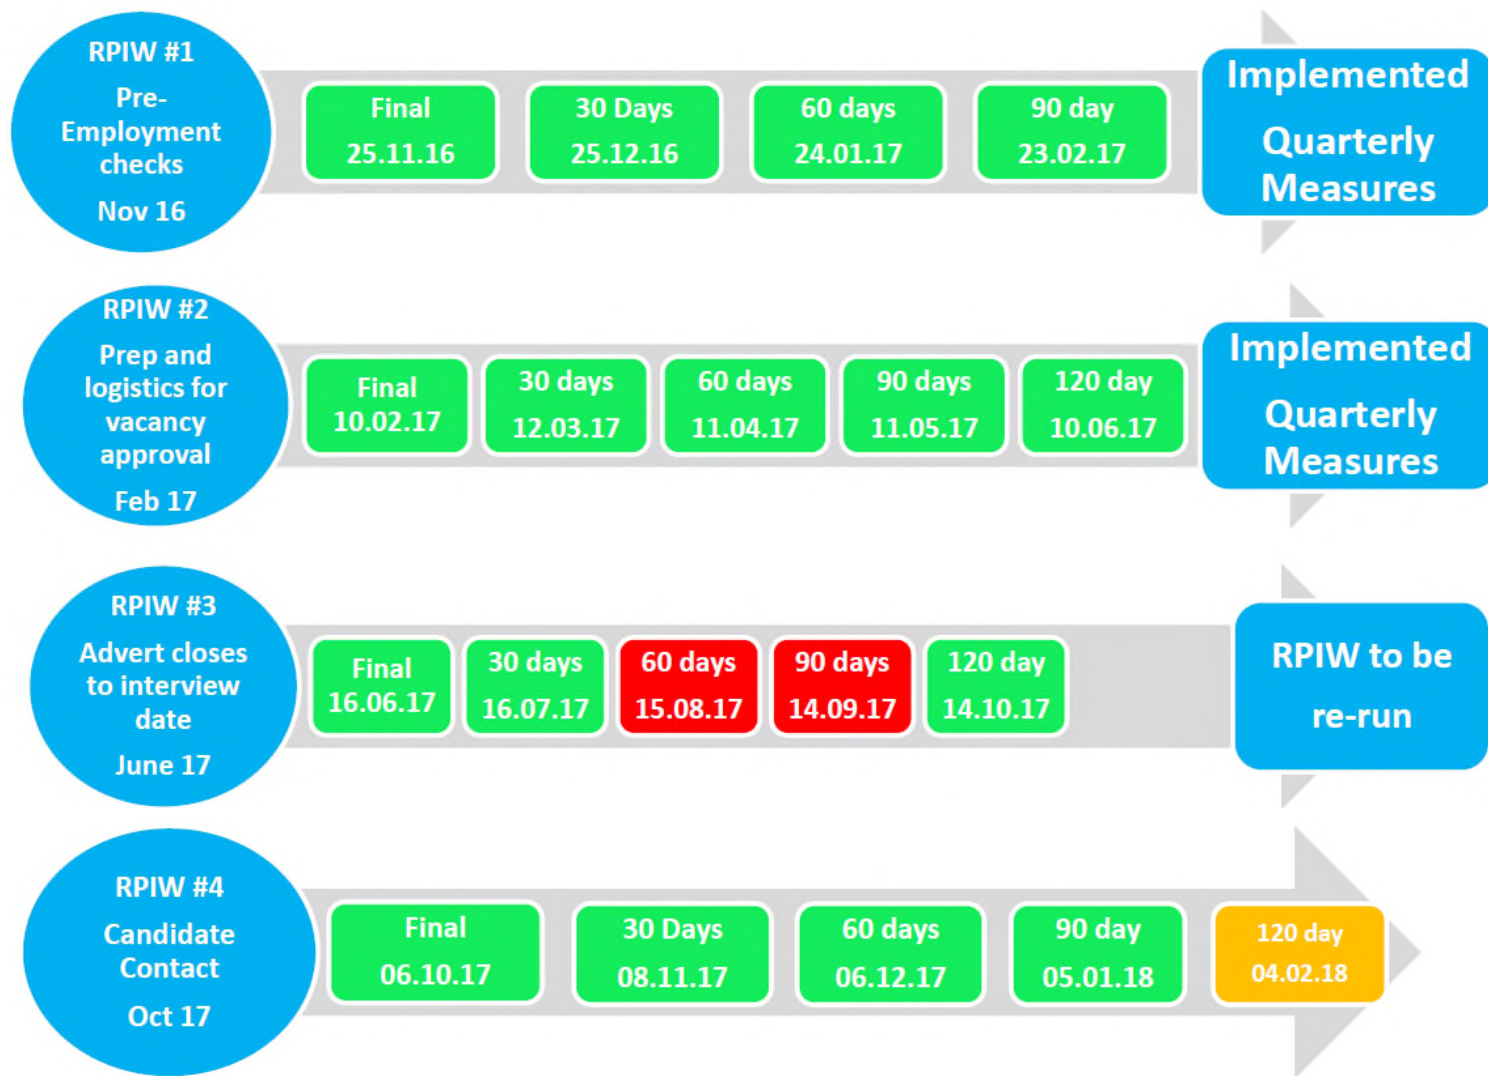 RPIW #1
Pre-
Employment
checks
Nov 16
Final
25.11.16
30 Days
25.12.16
60 days
24.01.17
90 day
23.02.17
Implemented
Quarterly
Measures
RPIW #2
Prep and
logistics for
vacancy
approval
Feb 17
Final
10.02.17
30 days
12.03.17
60 days
11.04.17
90 days
11.05.17
120 day
10.06.17
Implemented
Quarterly
Measures
RPIW #3
Advert closes
to interview
date
June 17
Final
16.06.17
30 days
16.07.17
60 days
15.08.17
90 days
14.09.17
120 day
14.10.17
RPIW to be
re-run
RPIW #4
Candidate
Contact
Oct 17
Final
06.10.17
30 Days
08.11.17
60 days
06.12.17
90 day
05.01.18
120 day
04.02.18